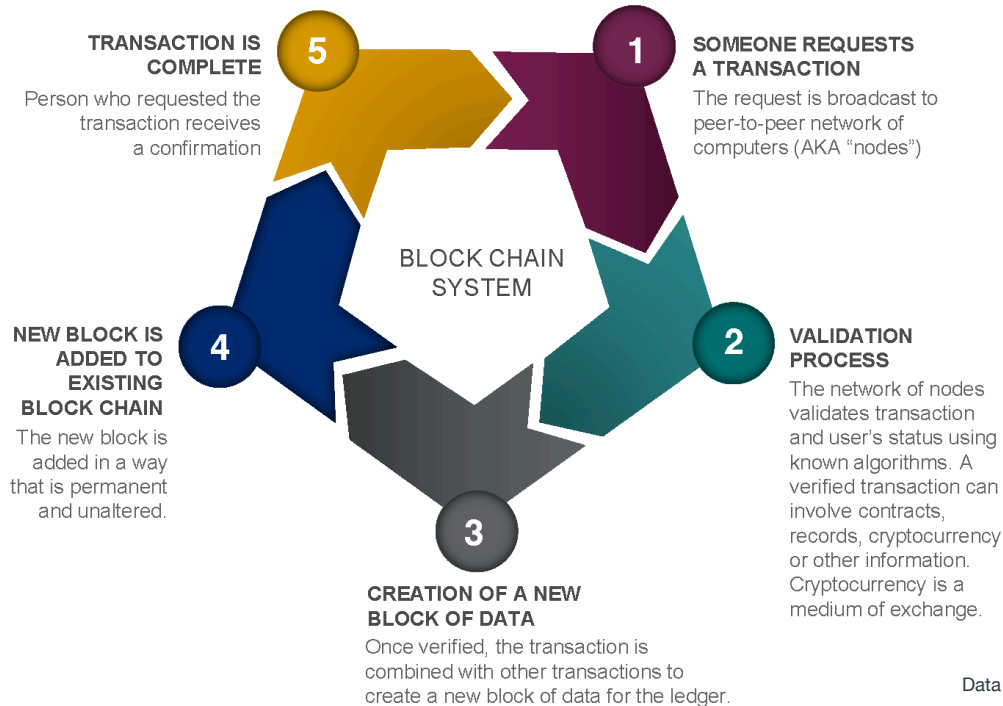 BLOCK CHAIN
SYSTEM
1
SOMEONE REQUESTS
A TRANSACTION
The request is broadcast to
peer-to-peer network of
computers (AKA “nodes”)
2
VALIDATION
PROCESS
The network of nodes
validates transaction
and user’s status using
known algorithms. A
verified transaction can
involve contracts,
records, cryptocurrency
or other information.
Cryptocurrency is a
medium of exchange.
3
CREATION OF A NEW
BLOCK OF DATA
Once verified, the transaction is
combined with other transactions to
create a new block of data for the ledger.
4
NEW BLOCK IS
ADDED TO
EXISTING
BLOCK CHAIN
The new block is
added in a way
that is permanent
and unaltered.
5
TRANSACTION IS
COMPLETE
Person who requested the
transaction receives
a confirmation
Data